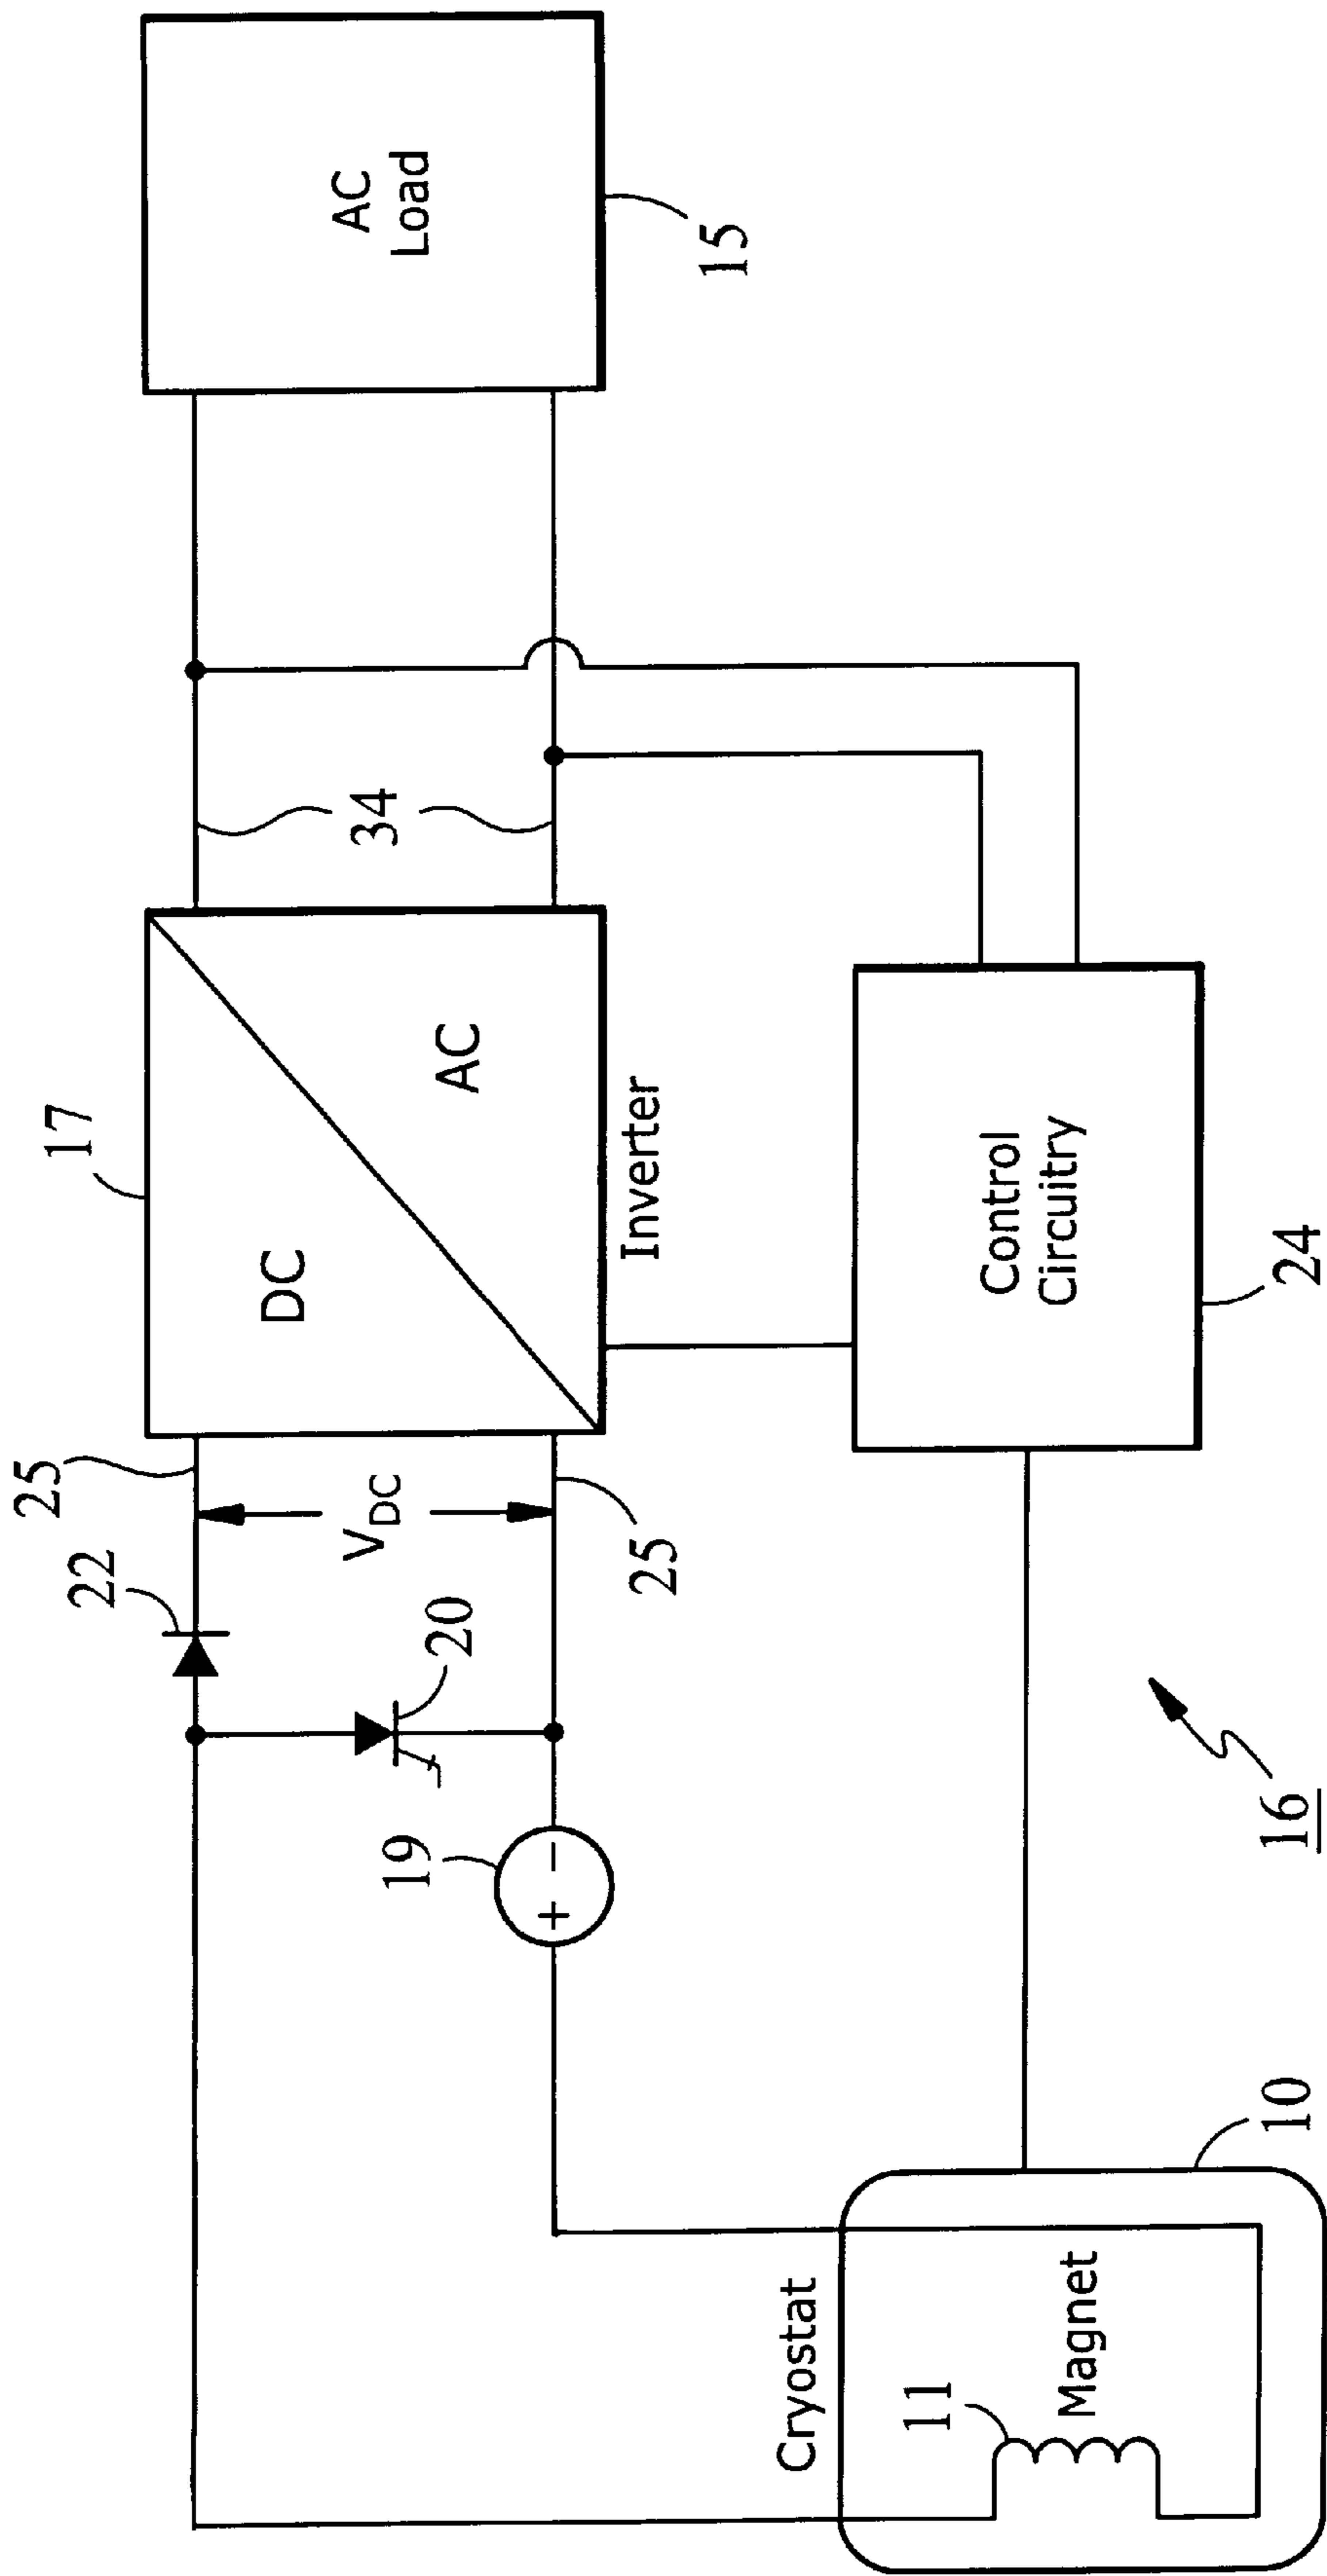 17
25
22
DC
AC
Inverter
V DC
20
25
19
34
AC
Load
15
Control
Circuitry
24
16
Cryostat
11
Magnet
10